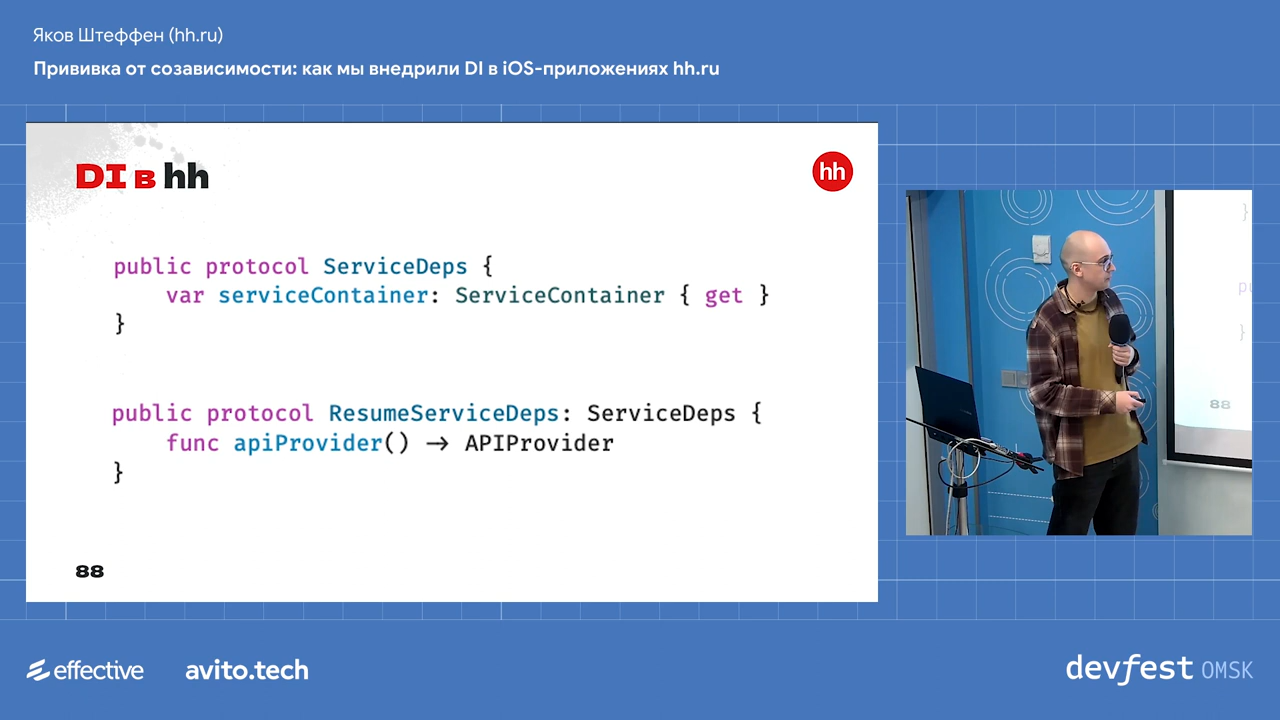 Яков Штеффен (hh.ru)
Прививка от созависимости: как мы внедрили DI в iOS-приложениях hh.ru
DI в hh
hh
public protocol ServiceDeps {
var serviceContainer: ServiceContainer { get }
}
public protocol ResumeServiceDeps: ServiceDeps {
func apiProvider() -> APIProvider
}
88
}
pu
}
88
effective
avito.tech
devfest OMSK